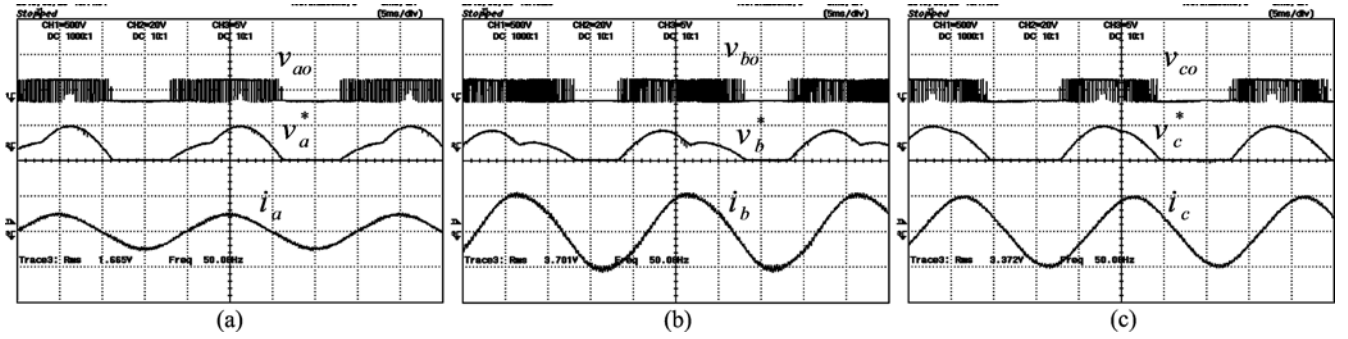 Stopped
(5ms/div)
CH1=500V CH2=20V CH3=5V
DC 1000:1 DC 10:1 DC 10:1
v_ao
v_a*
i_a
Trace3: Rms 1.665V Freq 50.00Hz
(a)
Stopped
(5ms/div)
CH1=500V CH2=20V CH3=5V
DC 1000:1 DC 10:1 DC 10:1
v_bo
v_b*
i_b
Trace3: Rms 3.701V Freq 50.00Hz
(b)
Stopped
(5ms/div)
CH1=500V CH2=20V CH3=5V
DC 1000:1 DC 10:1 DC 10:1
v_co
v_c*
i_c
Trace3: Rms 3.372V Freq 50.00Hz
(c)